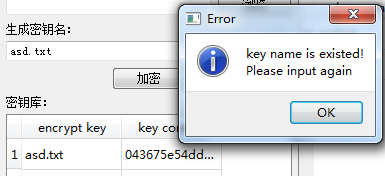 Error
生成密钥名:
key name is existed!
Please input again
asd.txt
加密
OK
密钥库:
encrypt key
key co
1
asd.txt
043675e54dd...